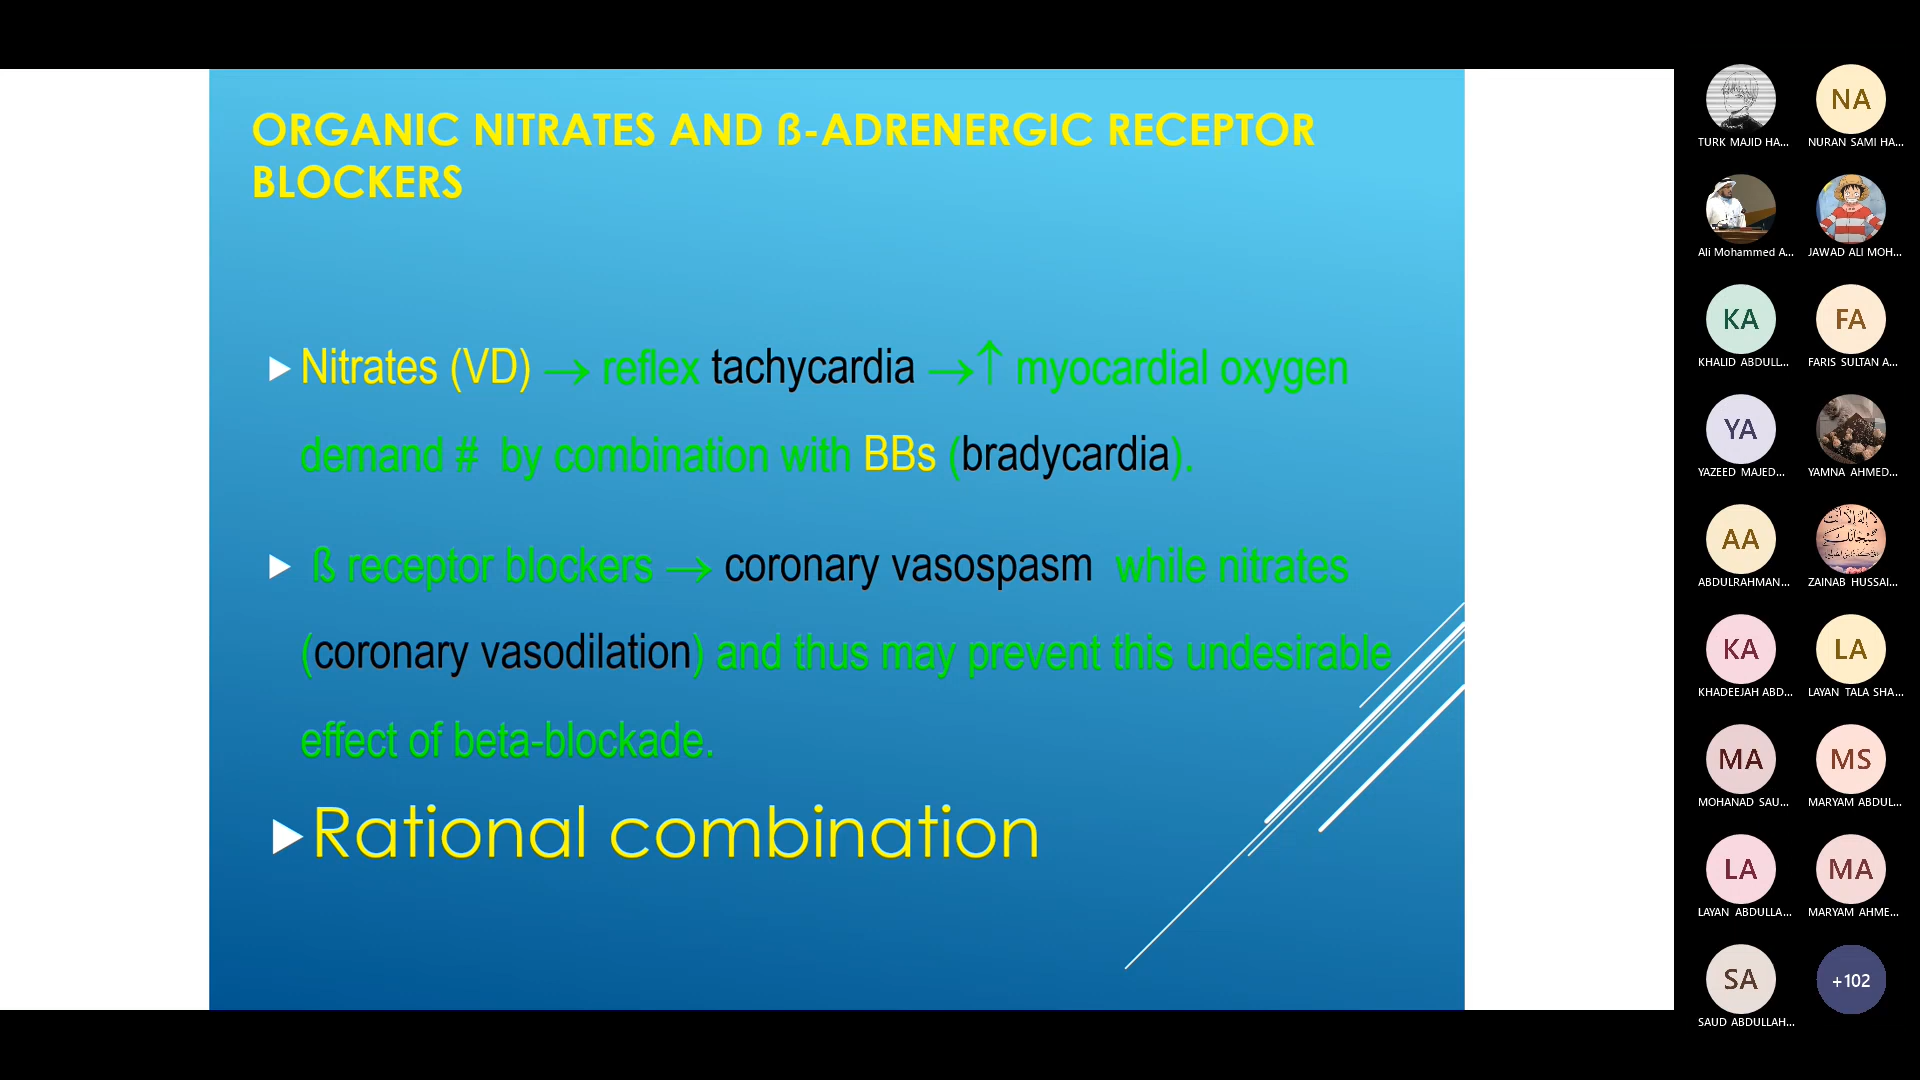 ORGANIC NITRATES AND ß-ADRENERGIC RECEPTOR
BLOCKERS
Nitrates (VD) → reflex tachycardia →↑ myocardial oxygen
demand # by combination with BBs (bradycardia).
ß receptor blockers → coronary vasospasm while nitrates
(coronary vasodilation) and thus may prevent this undesirable
effect of beta-blockade.
Rational combination
TURK MAJID HA...
NA
NURAN SAMI HA...
Ali Mohammed A...
JAWAD ALI MOH...
KA
KHALID ABDULL...
FA
FARIS SULTAN A...
YA
YAZEED MAJED...
YAMNA AHMED...
AA
ABDULRAHMAN...
ZAINAB HUSSAI...
KA
KHADEEJAH ABD...
LA
LAYAN TALA SHA...
MA
MOHANAD SAU...
MS
MARYAM ABDUL...
LA
LAYAN ABDULLA...
MA
MARYAM AHME...
SA
SAUD ABDULLAH...
+102